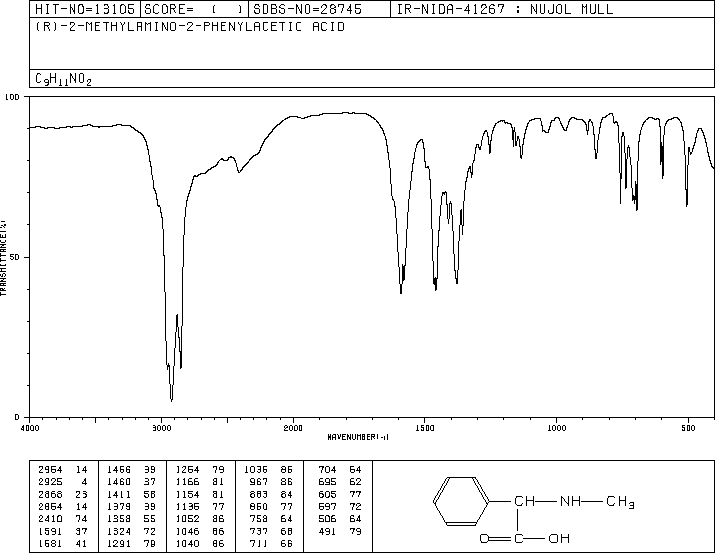 HIT-NO=13105 SCORE= ( ) SDBS-NO=28745 IR-NIDA-41267 : NUJOL MULL
(R)-2-METHYLAMINO-2-PHENYLACETIC ACID
C9H11NO2
100
50
0
TRANSMITTANCE(%)
4000 3000 2000 1500 1000 500
WAVENUMBER(-1)
2954 14 1466 39 1254 79 1036 86 704 64
2925 4 1460 37 1166 81 967 86 695 62
2868 23 1411 58 1154 81 883 84 605 77
2854 14 1379 39 1135 77 850 77 597 72
2410 74 1358 55 1052 86 758 64 506 64
1591 37 1324 72 1046 86 737 68 491 79
1581 41 1291 79 1040 86 711 66
CH NH CH3
O C OH